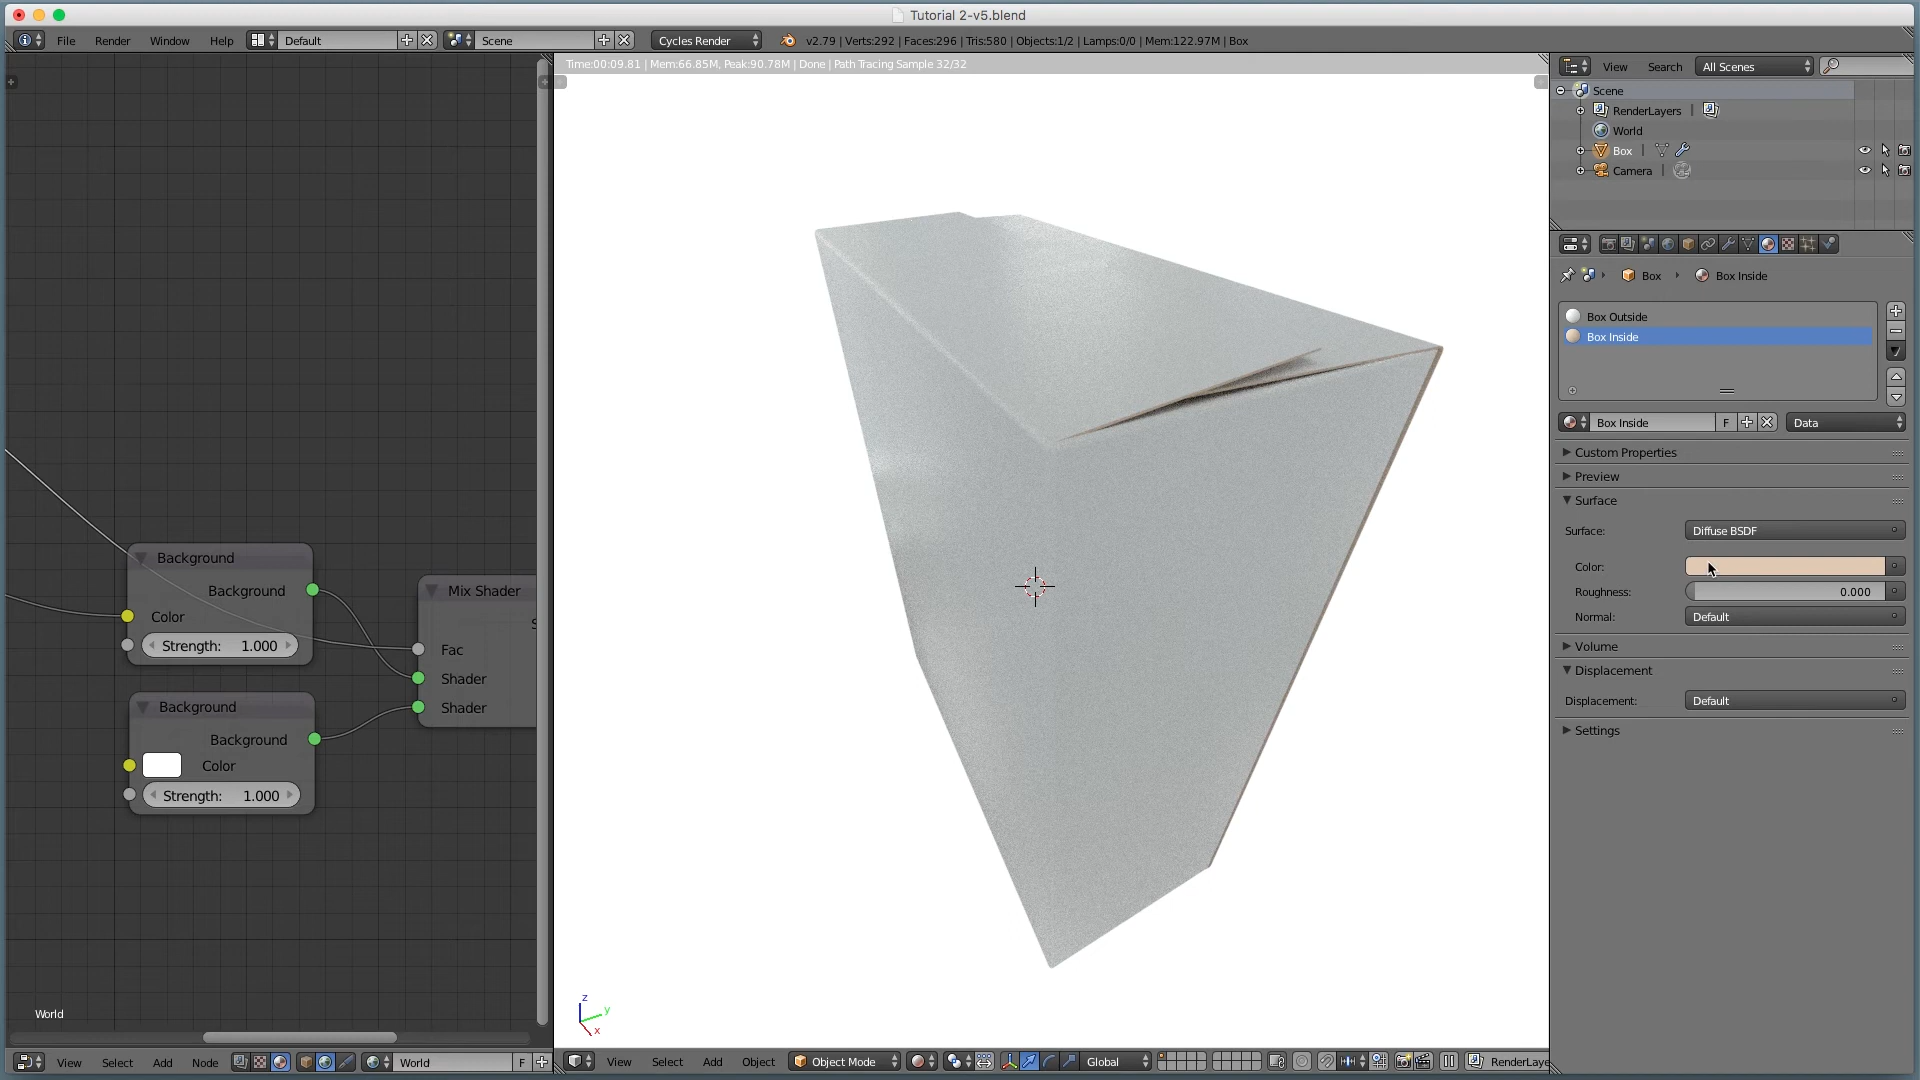 Tutorial 2-v5.blend
File Render Window Help Default Scene Cycles Render v2.79 | Verts:292 | Faces:296 | Tris:580 | Objects:1/2 | Lamps:0/0 | Mem:122.97M | Box
Time:00:09.81 | Mem:66.85M, Peak:90.78M | Done | Path Tracing Sample 32/32
View Search All Scenes
Scene
RenderLayers |
World
Box |
Camera |
Box Box Inside
Box Outside
Box Inside
Box Inside F Data
Custom Properties
Preview
Surface
Surface: Diffuse BSDF
Color:
Roughness: 0.000
Normal: Default
Volume
Displacement
Displacement: Default
Settings
Background
Background
Color
Strength: 1.000
Mix Shader
S
Fac
Shader
Shader
Background
Background
Color
Strength: 1.000
World
z
y
x
View Select Add Node World F
View Select Add Object Object Mode Global RenderLaye